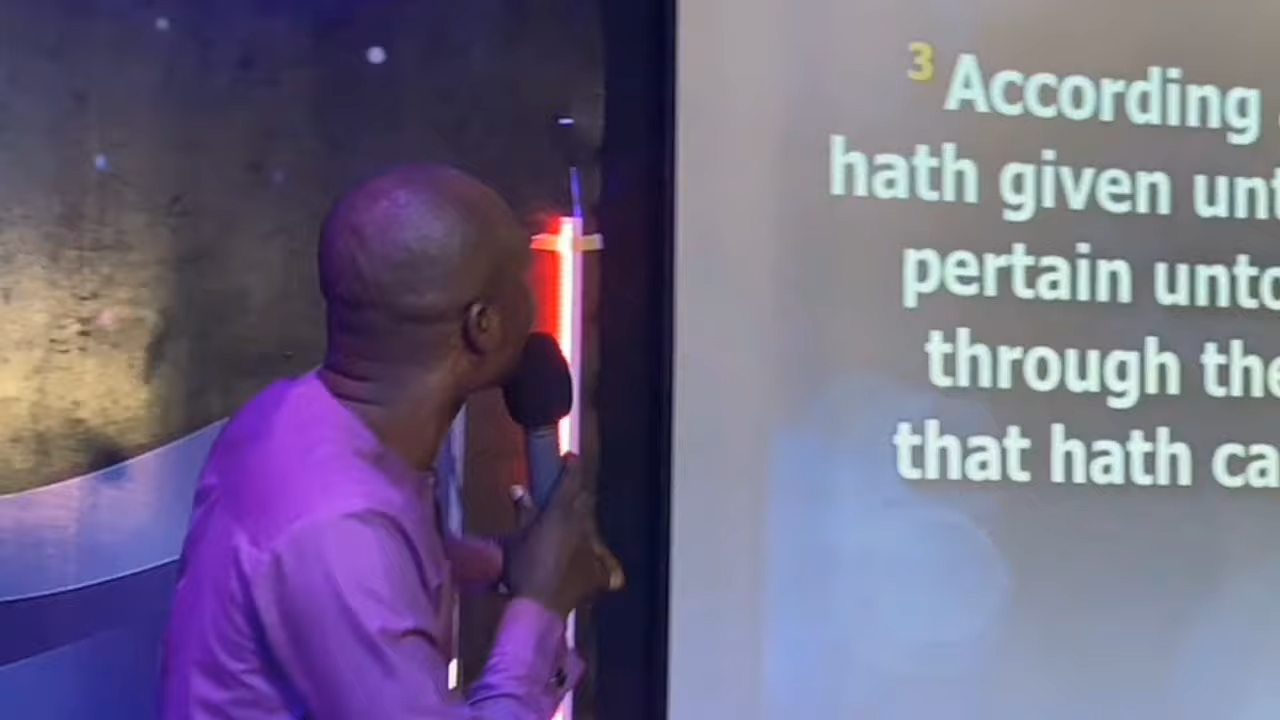 3 According
hath given unt
pertain unto
through the
that hath ca